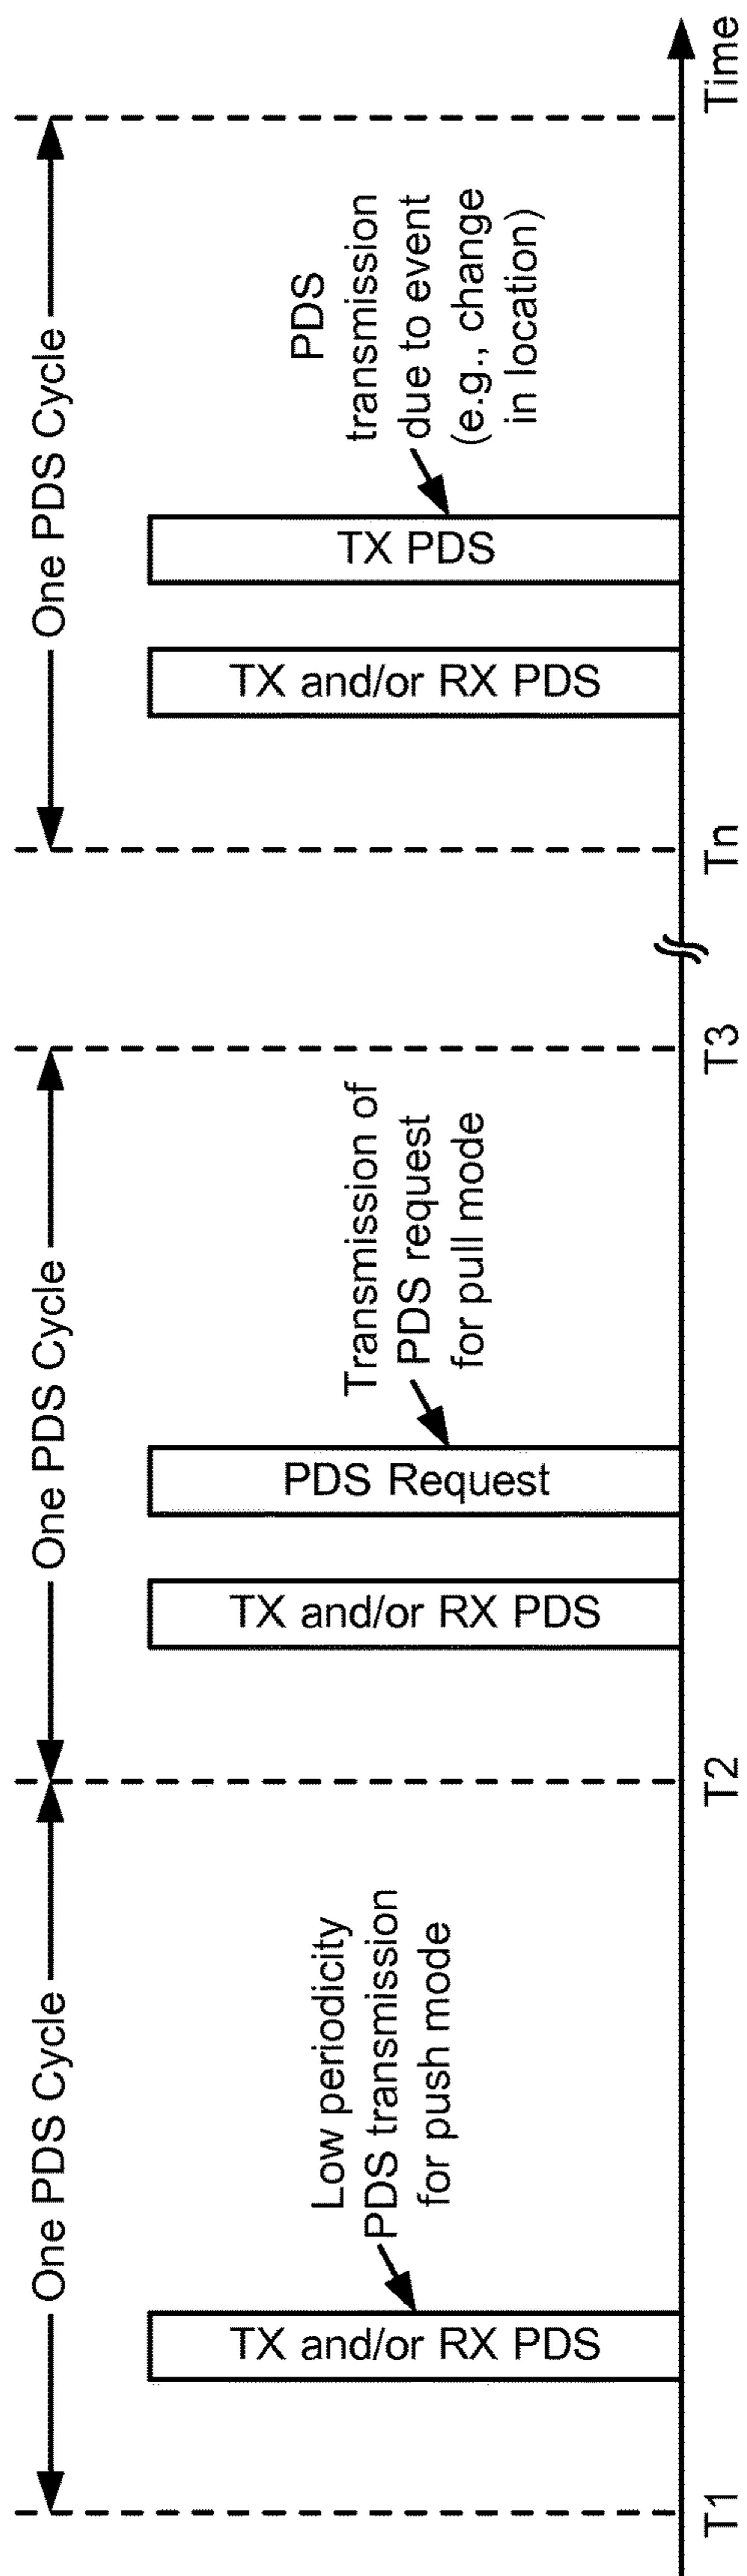 One PDS Cycle
One PDS Cycle
One PDS Cycle
TX and/or RX PDS
Low periodicity
PDS transmission
for push mode
TX and/or RX PDS
PDS Request
Transmission of
PDS request
for pull mode
TX and/or RX PDS
TX PDS
PDS
transmission
due to event
(e.g., change
in location)
T1
T2
T3
Tn
Time